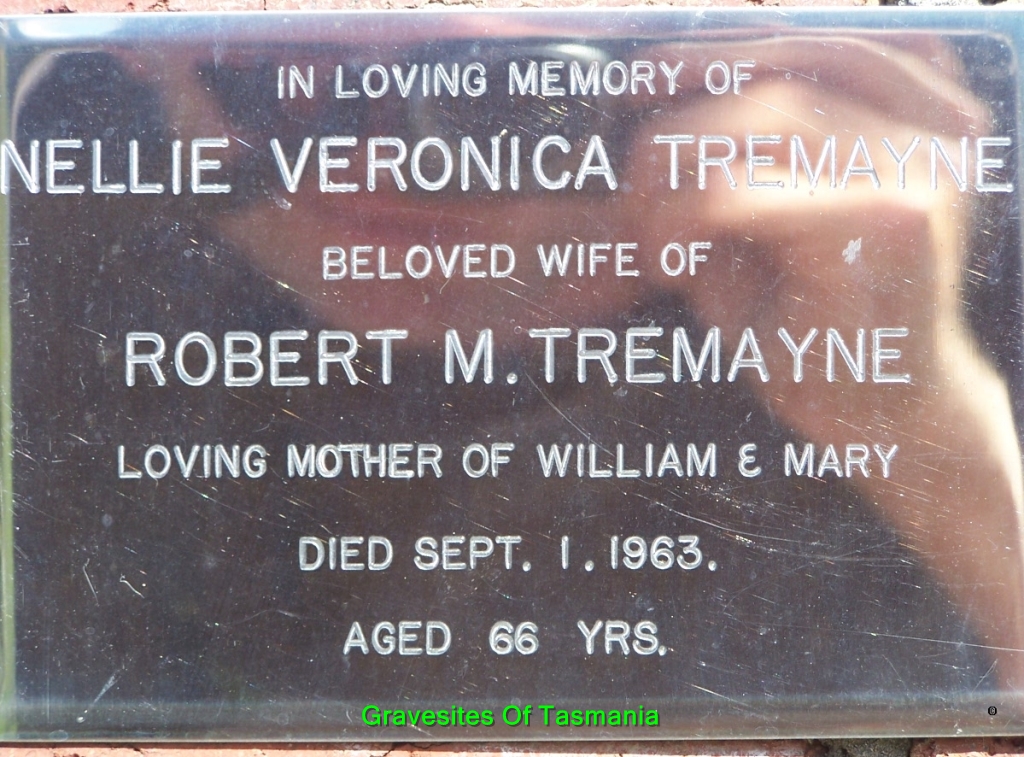 IN LOVING MEMORY OF
NELLIE VERONICA TREMAYNE
BELOVED WIFE OF
ROBERT M. TREMAYNE
LOVING MOTHER OF WILLIAM & MARY
DIED SEPT. 1. 1963.
AGED 66 YRS.
Gravesites Of Tasmania